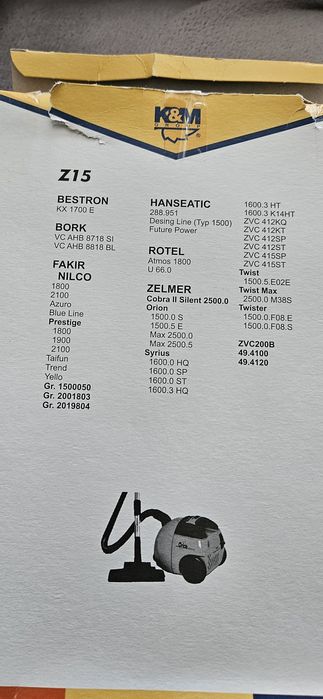 K&M
GROUP
Z15
BESTRON
KX 1700 E
BORK
VC AHB 8718 SI
VC AHB 8818 BL
FAKIR
NILCO
1800
2100
Azuro
Blue Line
Prestige
1800
1900
2100
Taifun
Trend
Yello
Gr. 1500050
Gr. 2001803
Gr. 2019804
HANSEATIC
288.951
Desing Line (Typ 1500)
Future Power
ROTEL
Atmos 1800
U 66.0
ZELMER
Cobra II Silent 2500.0
Orion
1500.0 S
1500.5 E
Max 2500.0
Max 2500.5
Syrius
1600.0 HQ
1600.0 SP
1600.0 ST
1600.3 HQ
1600.3 HT
1600.3 K14HT
ZVC 412KQ
ZVC 412KT
ZVC 412SP
ZVC 412ST
ZVC 415SP
ZVC 415ST
Twist
1500.5.E02E
Twist Max
2500.0 M38S
Twister
1500.0.F08.E
1500.0.F08.S
ZVC200B
49.4100
49.4120